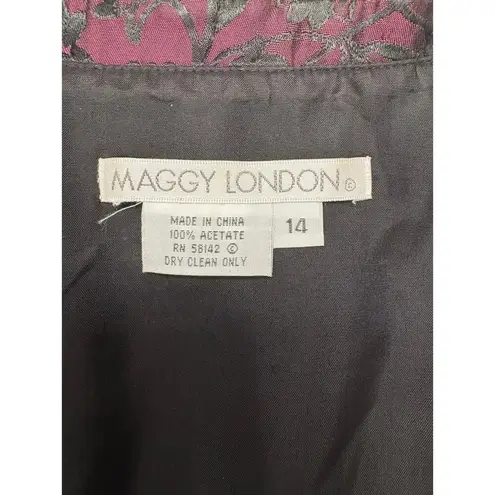 MAGGY LONDON ©
MADE IN CHINA
100% ACETATE
RN 58142 ©
DRY CLEAN ONLY
14